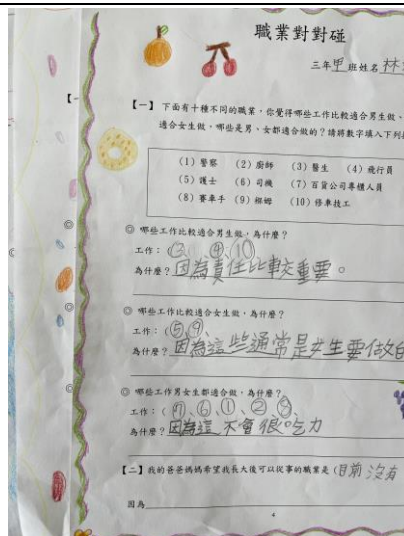 職業對對碰
三年甲班姓名林
【一】下面有十種不同的職業，你覺得哪些工作比較適合男生做、
適合女生做，哪些是男、女都適合做的？請將數字填入下列
(1) 警察 (2) 廚師 (3) 醫生 (4) 飛行員
(5) 護士 (6) 司機 (7) 百貨公司專櫃人員
(8) 賽車手 (9) 褓姆 (10) 修車技工
◎ 哪些工作比較適合男生做，為什麼？
工作：(③、④、⑩)
為什麼？因為責任比較重要。
◎ 哪些工作比較適合女生做，為什麼？
工作：(⑤、⑨、
為什麼？因為這些通常是女生要做的
◎ 哪些工作男女生都適合做，為什麼？
工作：(⑦、⑥、①、②、⑧、
為什麼？因為這不會很吃力
【二】我的爸爸媽媽希望我長大後可以從事的職業是(目前沒有
因為
4